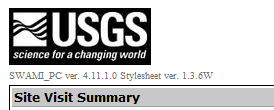 USGS
science for a changing world
SWAMI_PC ver. 4.11.1.0 Stylesheet ver. 1.3.6W
Site Visit Summary